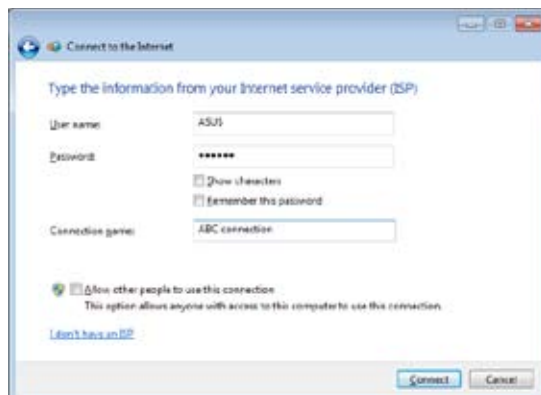 Connect to the Internet
Type the information from your Internet service provider (ISP)
User name: ASUS
Password: ••••••
Show characters
Remember this password
Connection name: ABC connection
Allow other people to use this connection
This option allows anyone with access to this computer to use this connection.
I don't have an ISP
Connect Cancel